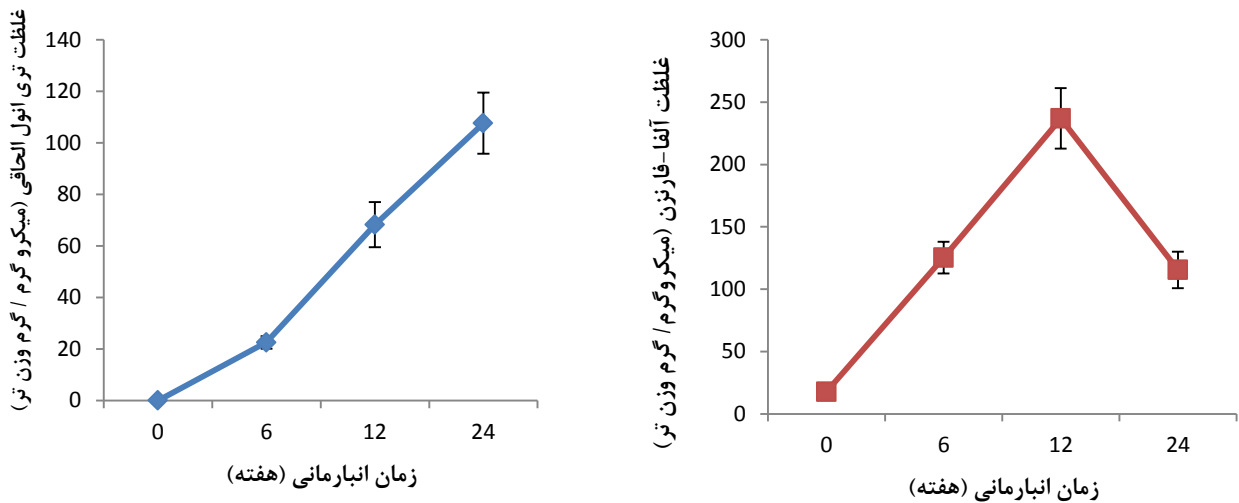 غلظت تری انول الحاقی (میکرو گرم / گرم وزن تر)
140
120
100
80
60
40
20
0
0 6 12 24
زمان انبارمانی (هفته)
غلظت آلفا-فارنزن (میکروگرم/ گرم وزن تر)
300
250
200
150
100
50
0
0 6 12 24
زمان انبارمانی (هفته)